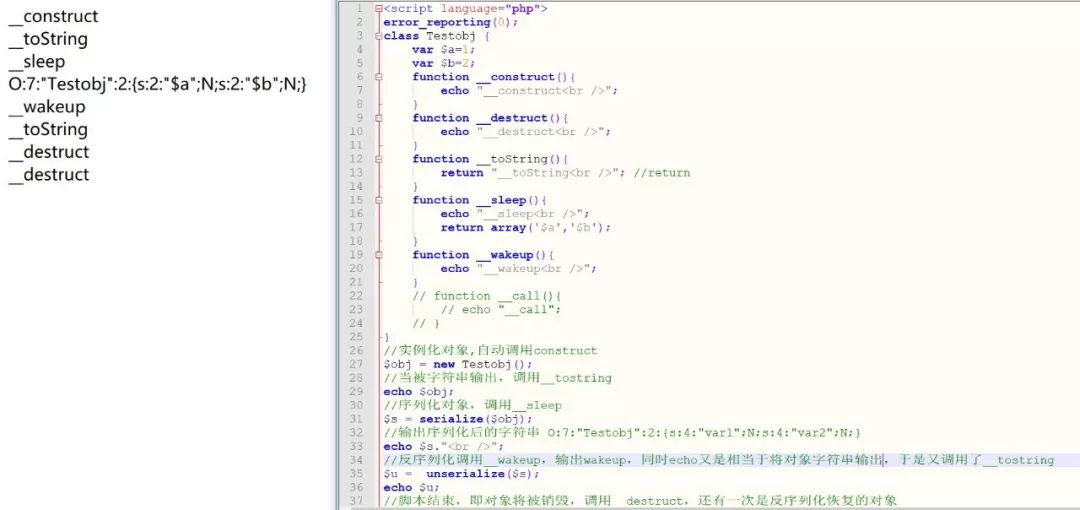 __construct
__toString
__sleep
O:7:"Testobj":2:{s:2:"$a";N;s:2:"$b";N;}
__wakeup
__toString
__destruct
__destruct
1 <script language="php">
2 error_reporting(0);
3 class Testobj {
4 var $a=1;
5 var $b=2;
6 function __construct(){
7 echo "__construct<br />";
8 }
9 function __destruct(){
10 echo "__destruct<br />";
11 }
12 function __toString(){
13 return "__toString<br />"; //return
14 }
15 function __sleep(){
16 echo "__sleep<br />";
17 return array('$a','$b');
18 }
19 function __wakeup(){
20 echo "__wakeup<br />";
21 }
22 // function __call(){
23 // echo "__call";
24 // }
25 }
26 //实例化对象,自动调用construct
27 $obj = new Testobj();
28 //当被字符串输出，调用__tostring
29 echo $obj;
30 //序列化对象，调用__sleep
31 $s = serialize($obj);
32 //输出序列化后的字符串 O:7:"Testobj":2:{s:4:"var1";N;s:4:"var2";N;}
33 echo $s."<br />";
34 //反序列化调用__wakeup，输出wakeup，同时echo又是相当于将对象字符串输出，于是又调用了__tostring
35 $u = unserialize($s);
36 echo $u;
37 //脚本结束，即对象将被销毁，调用__destruct，还有一次是反序列化恢复的对象